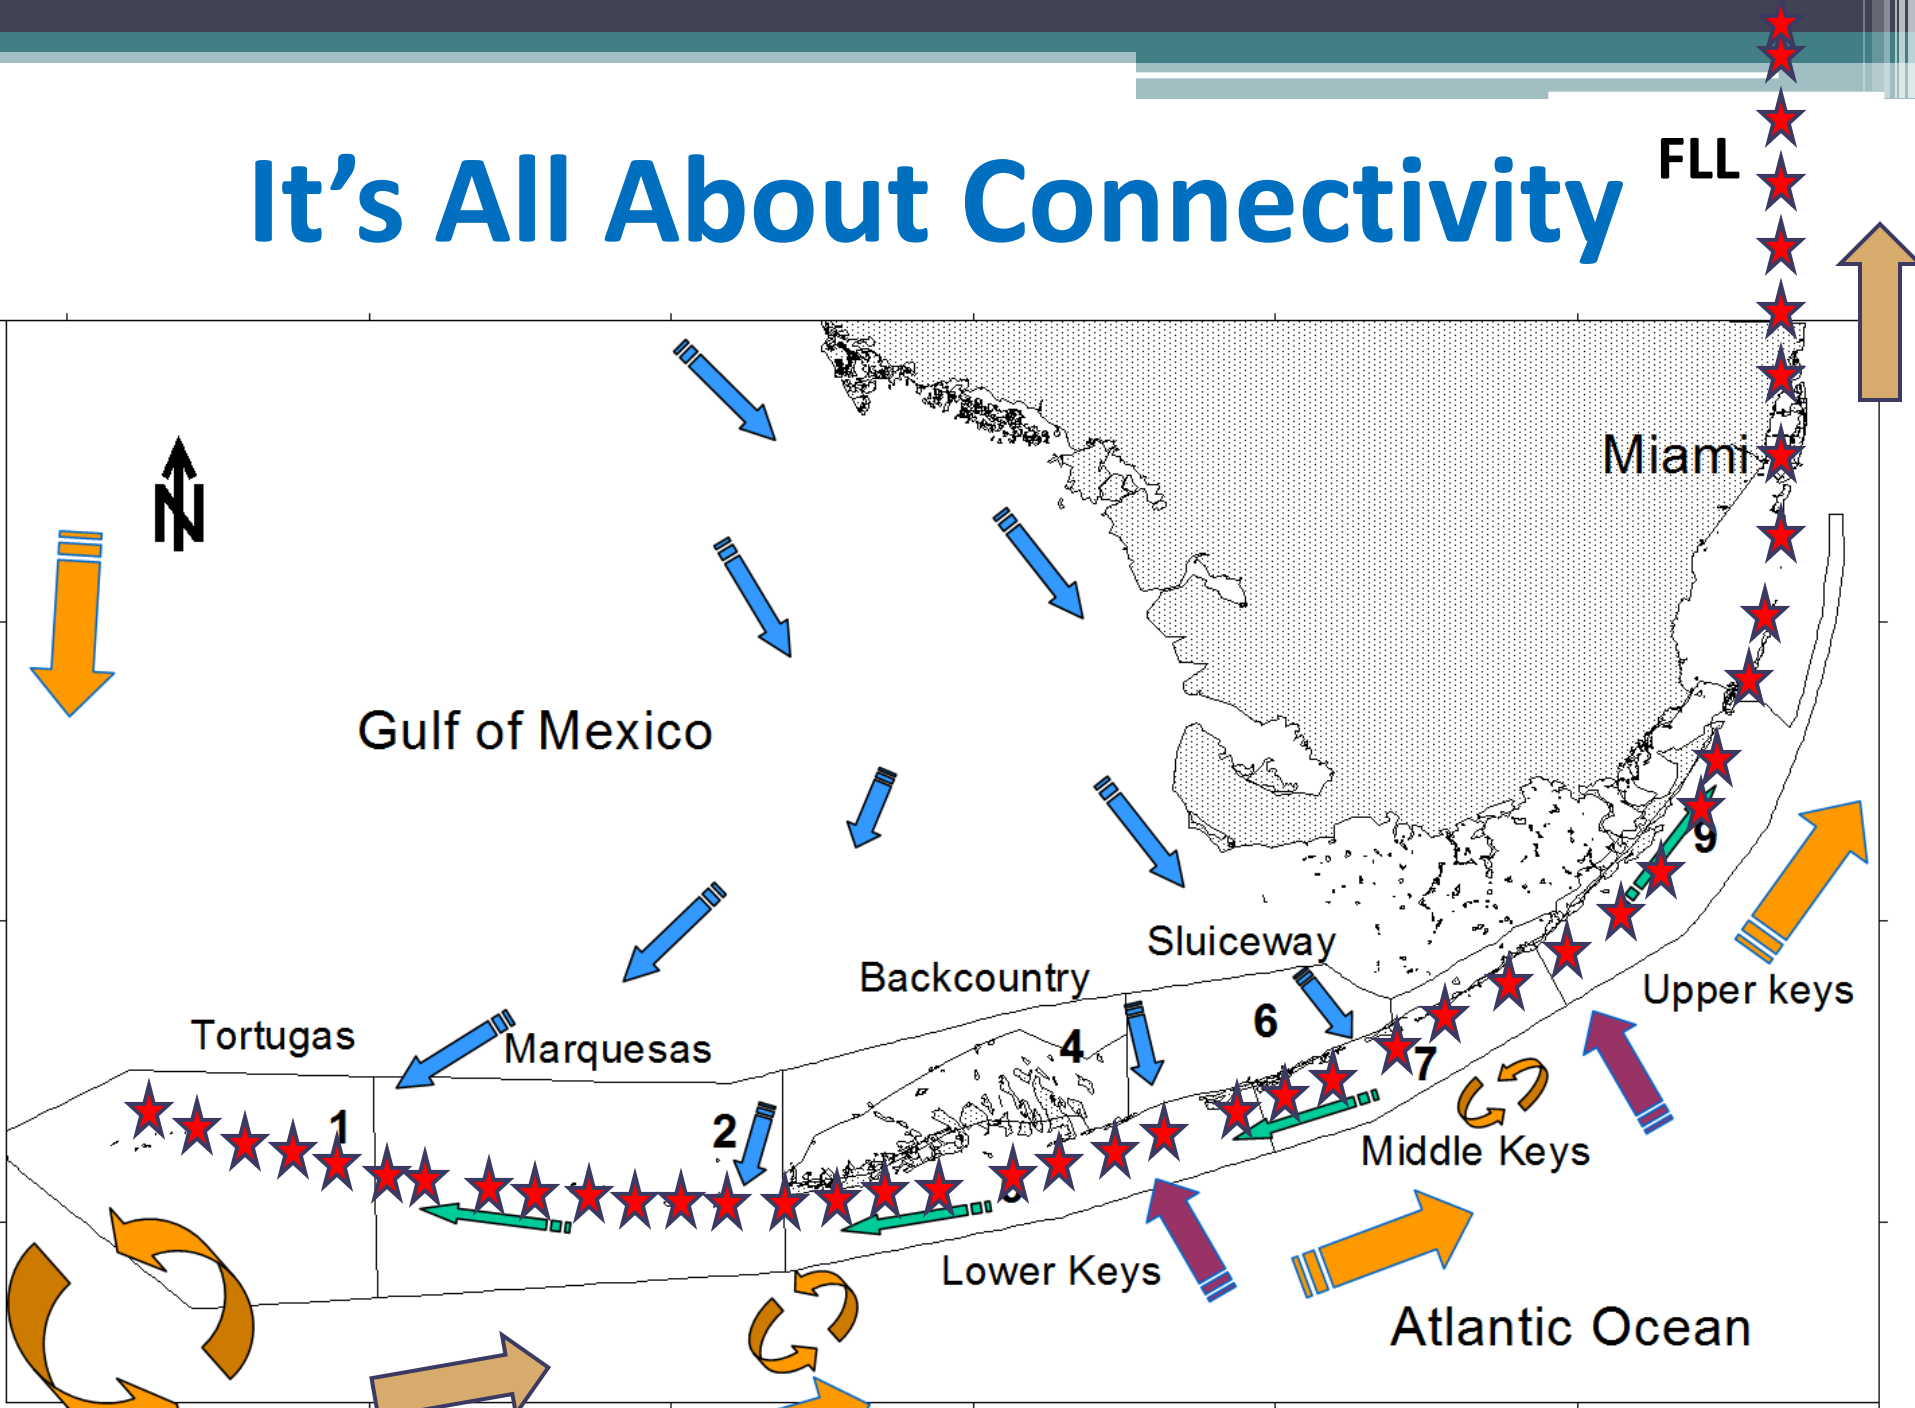 FLL
It’s All About Connectivity
Miami
N
Gulf of Mexico
9
Sluiceway
Backcountry
Upper keys
6
Tortugas
Marquesas
4
7
1
2
Middle Keys
Lower Keys
Atlantic Ocean